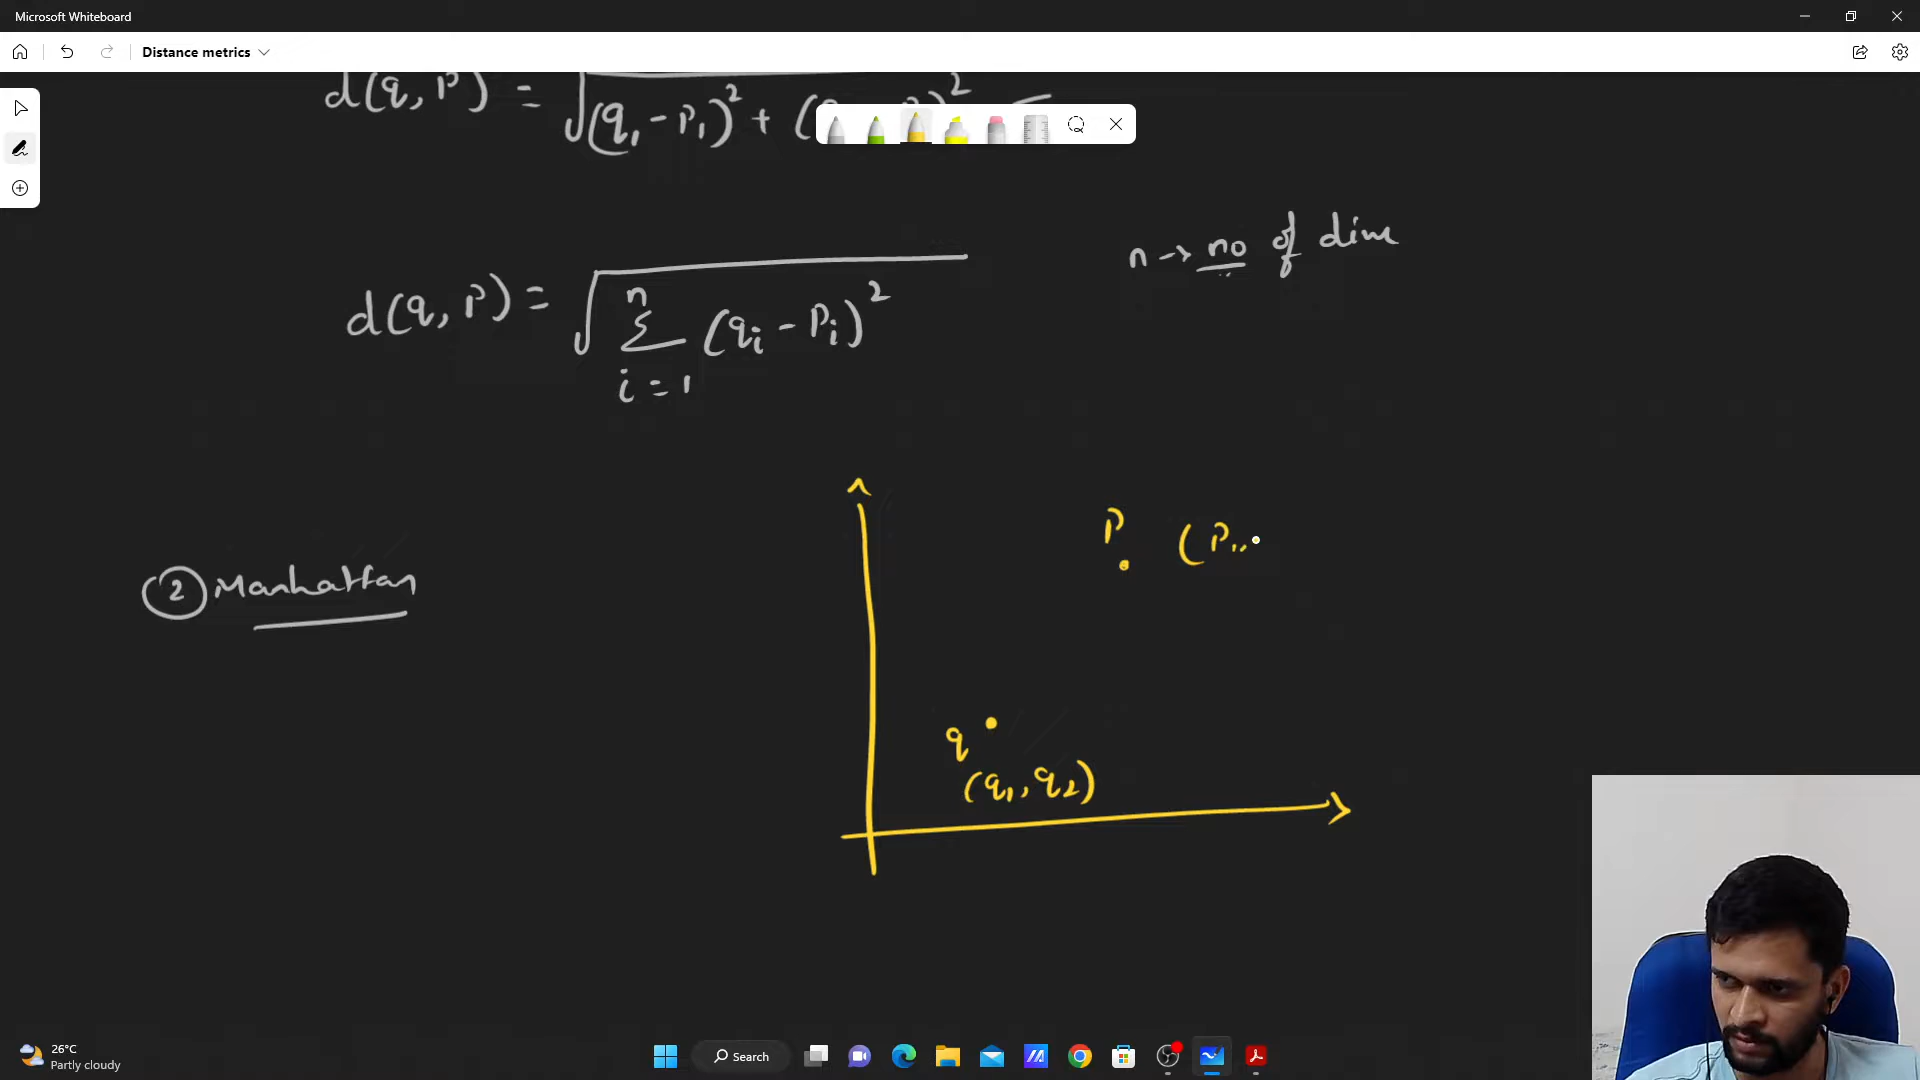 Microsoft Whiteboard
Distance metrics
d(q, P) = √(q₁ - P₁)² + (
n → no of dime
d(q, P) = √ n Σ i = 1 (qᵢ - Pᵢ)²
P (P₁,
② Manhattan
q
(q₁, q₂)
26°C
Partly cloudy
Search